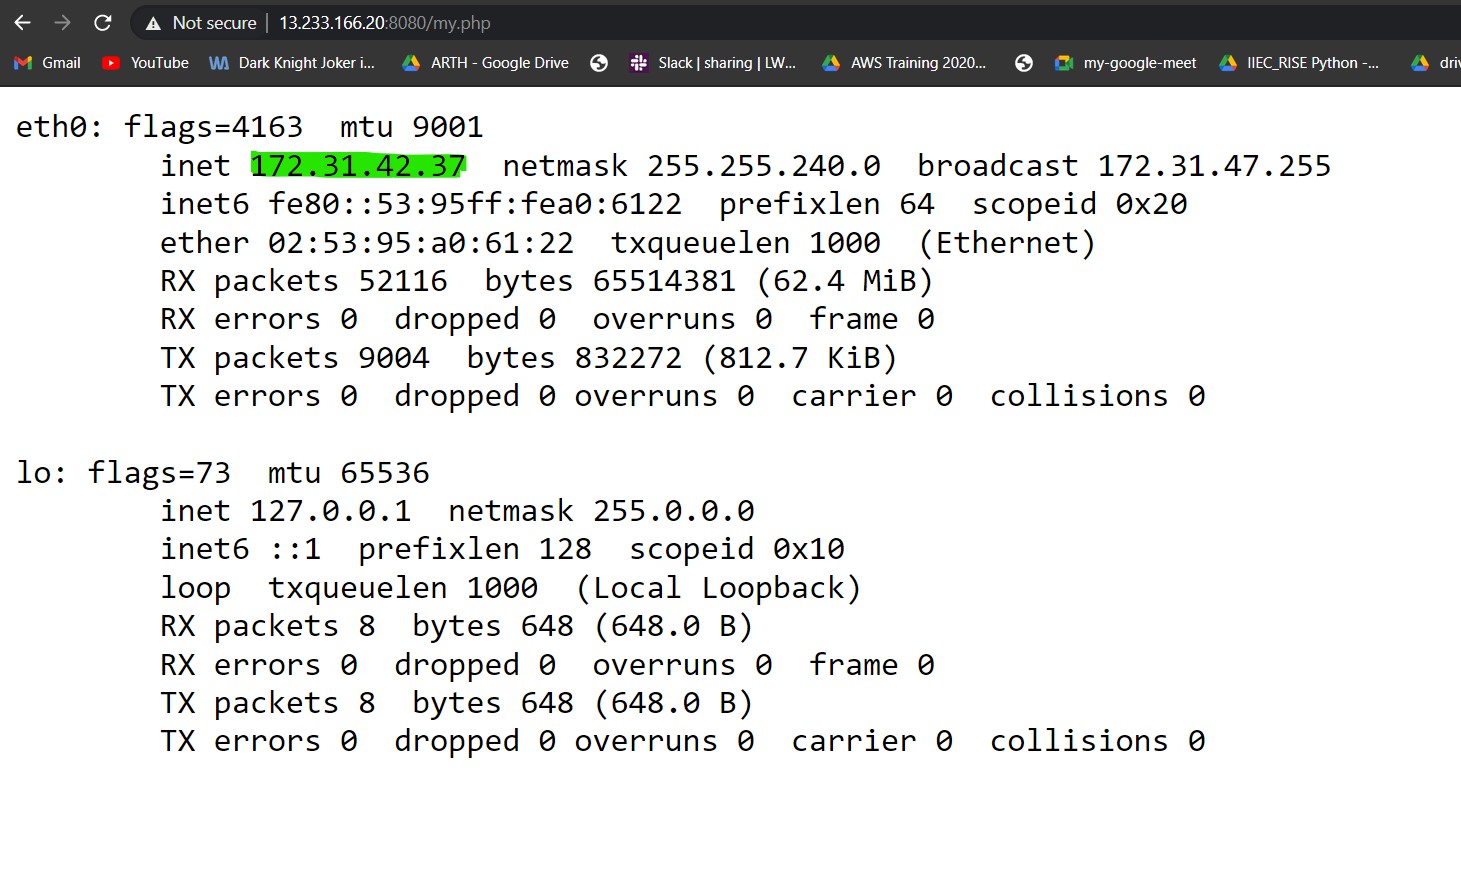 Not secure 13.233.166.20:8080/my.php
Gmail YouTube Dark Knight Joker i... ARTH - Google Drive Slack | sharing | LW... AWS Training 2020... my-google-meet IIEC_RISE Python -... driv
eth0: flags=4163  mtu 9001
inet 172.31.42.37  netmask 255.255.240.0  broadcast 172.31.47.255
inet6 fe80::53:95ff:fea0:6122  prefixlen 64  scopeid 0x20
ether 02:53:95:a0:61:22  txqueuelen 1000  (Ethernet)
RX packets 52116  bytes 65514381 (62.4 MiB)
RX errors 0  dropped 0  overruns 0  frame 0
TX packets 9004  bytes 832272 (812.7 KiB)
TX errors 0  dropped 0 overruns 0  carrier 0  collisions 0
lo: flags=73  mtu 65536
inet 127.0.0.1  netmask 255.0.0.0
inet6 ::1  prefixlen 128  scopeid 0x10
loop  txqueuelen 1000  (Local Loopback)
RX packets 8  bytes 648 (648.0 B)
RX errors 0  dropped 0  overruns 0  frame 0
TX packets 8  bytes 648 (648.0 B)
TX errors 0  dropped 0 overruns 0  carrier 0  collisions 0